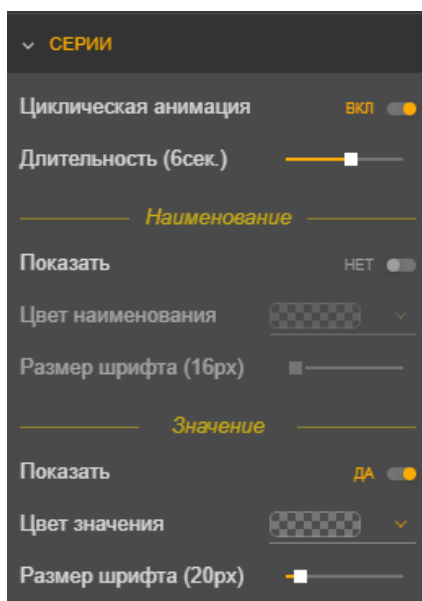 СЕРИИ
Циклическая анимация ВКЛ
Длительность (6сек.)
Наименование
Показать НЕТ
Цвет наименования
Размер шрифта (16px)
Значение
Показать ДА
Цвет значения
Размер шрифта (20px)